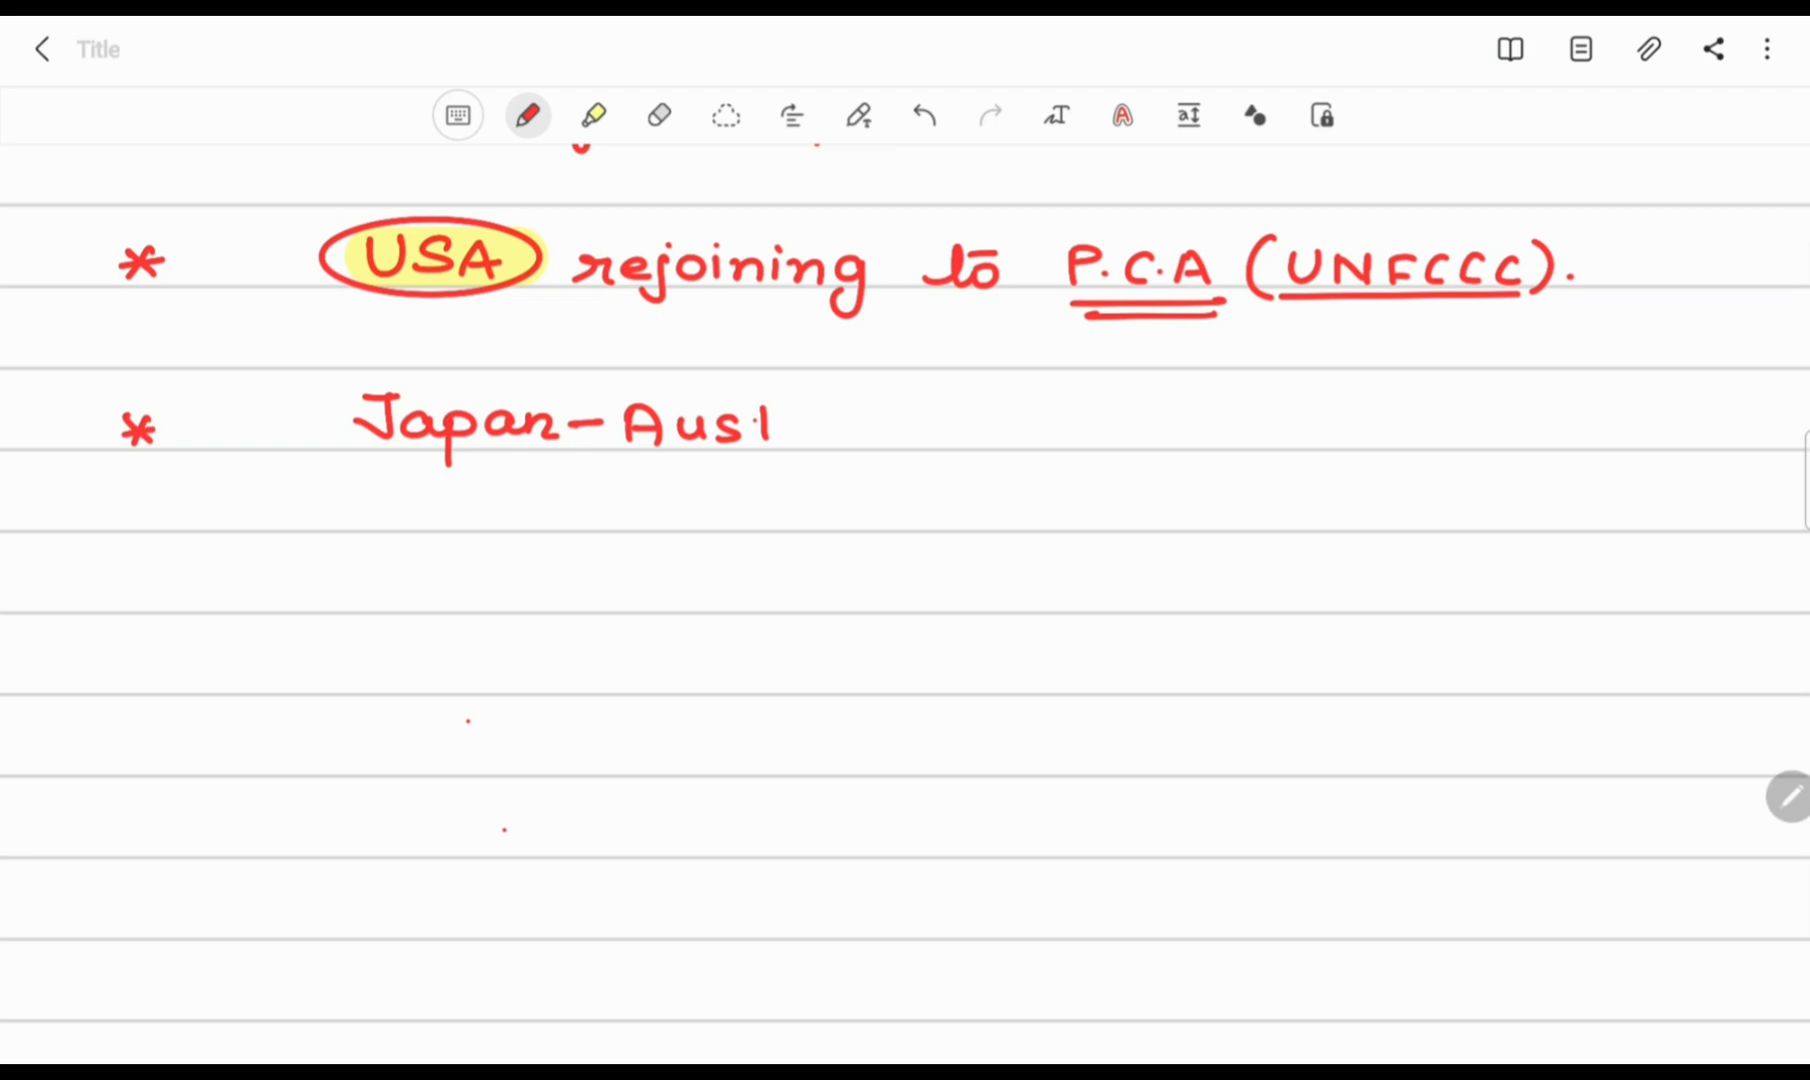 Title
* USA rejoining to P.C.A (UNFCCC).
* Japan-Aus